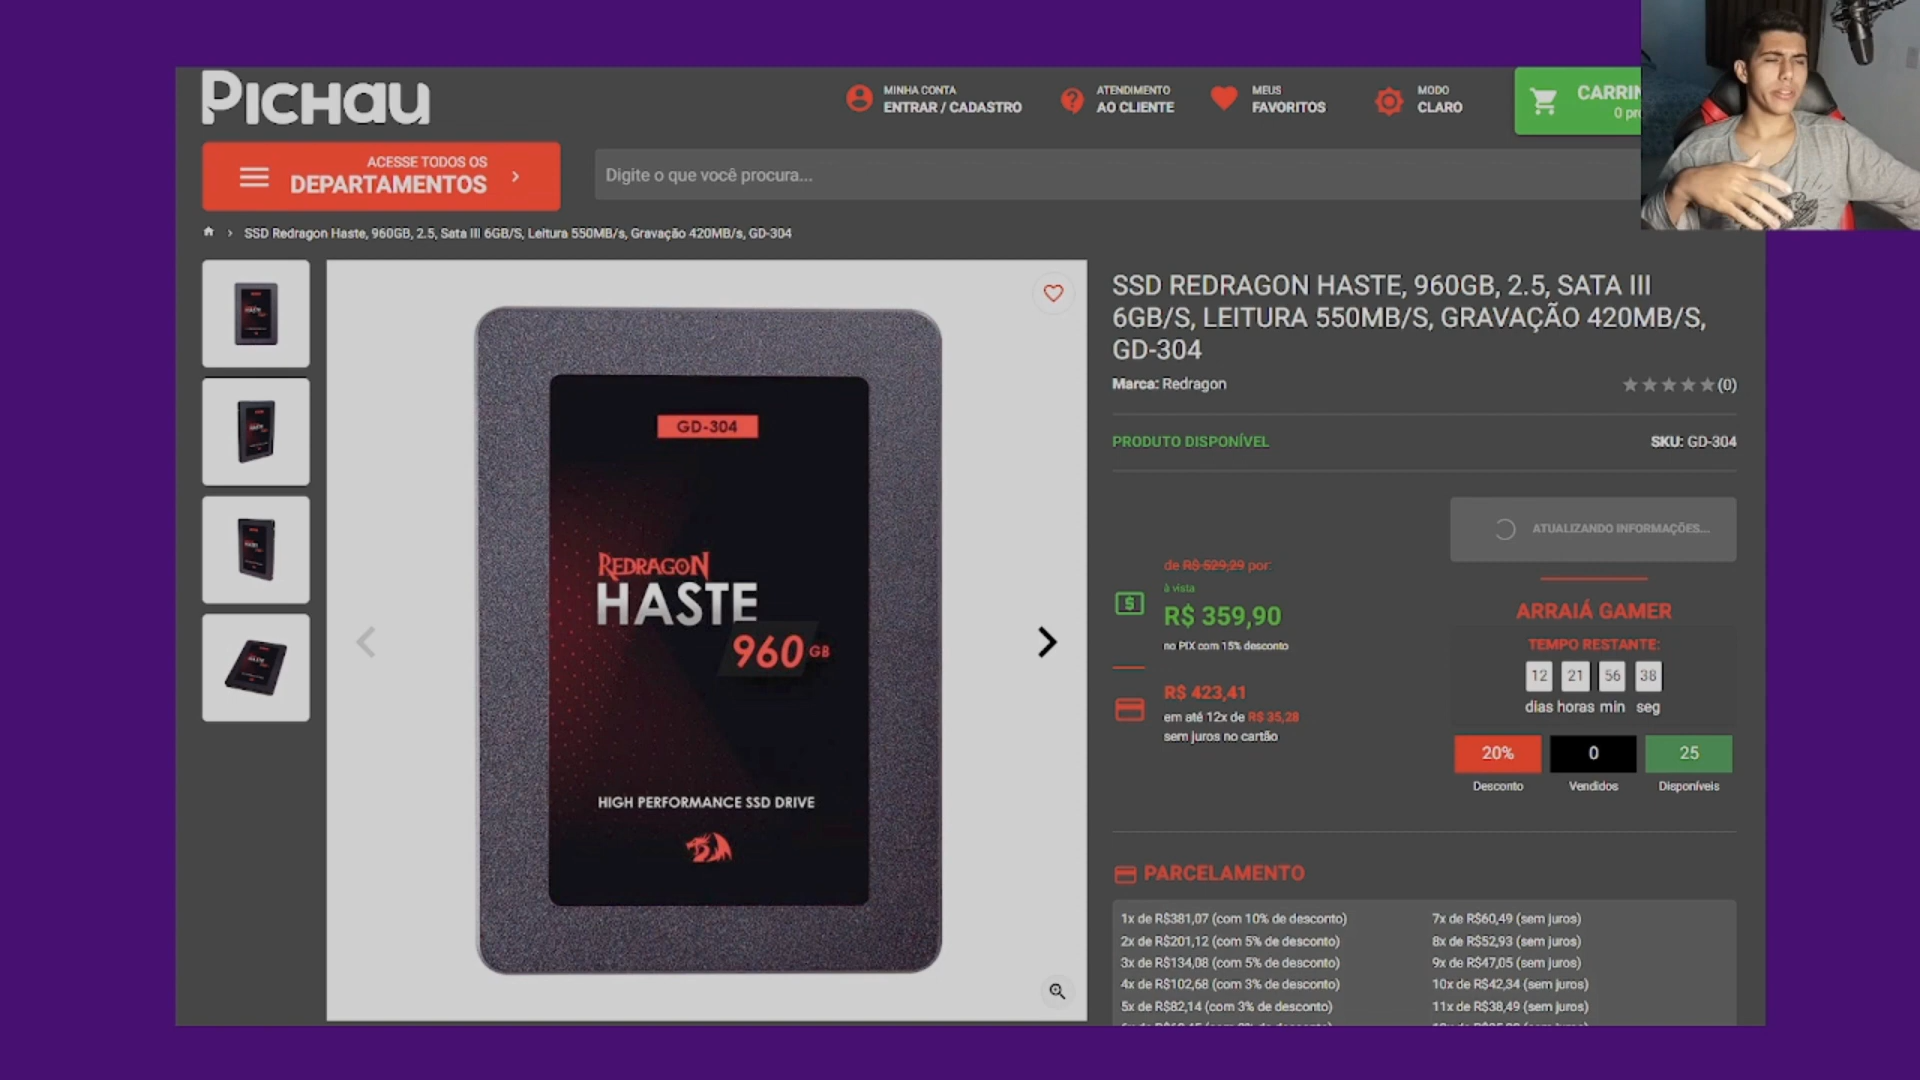 PICHAU
MINHA CONTA
ENTRAR / CADASTRO
ATENDIMENTO
AO CLIENTE
MEUS
FAVORITOS
MODO
CLARO
0
ACESSE TODOS OS
DEPARTAMENTOS
Digite o que você procura...
SSD Redragon Haste, 960GB, 2.5, Sata III 6GB/S, Leitura 550MB/s, Gravação 420MB/s, GD-304
GD-304
REDRAGON
HASTE
960 GB
HIGH PERFORMANCE SSD DRIVE
SSD REDRAGON HASTE, 960GB, 2.5, SATA III
6GB/S, LEITURA 550MB/S, GRAVAÇÃO 420MB/S,
GD-304
Marca: Redragon
(0)
PRODUTO DISPONÍVEL
SKU: GD-304
ATUALIZANDO INFORMAÇÕES...
de R$ 529,29 por:
à vista
R$ 359,90
no PIX com 15% desconto
R$ 423,41
em até 12x de R$ 35,28
sem juros no cartão
ARRAIÁ GAMER
TEMPO RESTANTE:
12 21 56 38
dias horas min seg
20% 0 25
Desconto Vendidos Disponíveis
PARCELAMENTO
1x de R$381,07 (com 10% de desconto)
2x de R$201,12 (com 5% de desconto)
3x de R$134,08 (com 5% de desconto)
4x de R$102,68 (com 3% de desconto)
5x de R$82,14 (com 3% de desconto)
7x de R$60,49 (sem juros)
8x de R$52,93 (sem juros)
9x de R$47,05 (sem juros)
10x de R$42,34 (sem juros)
11x de R$38,49 (sem juros)